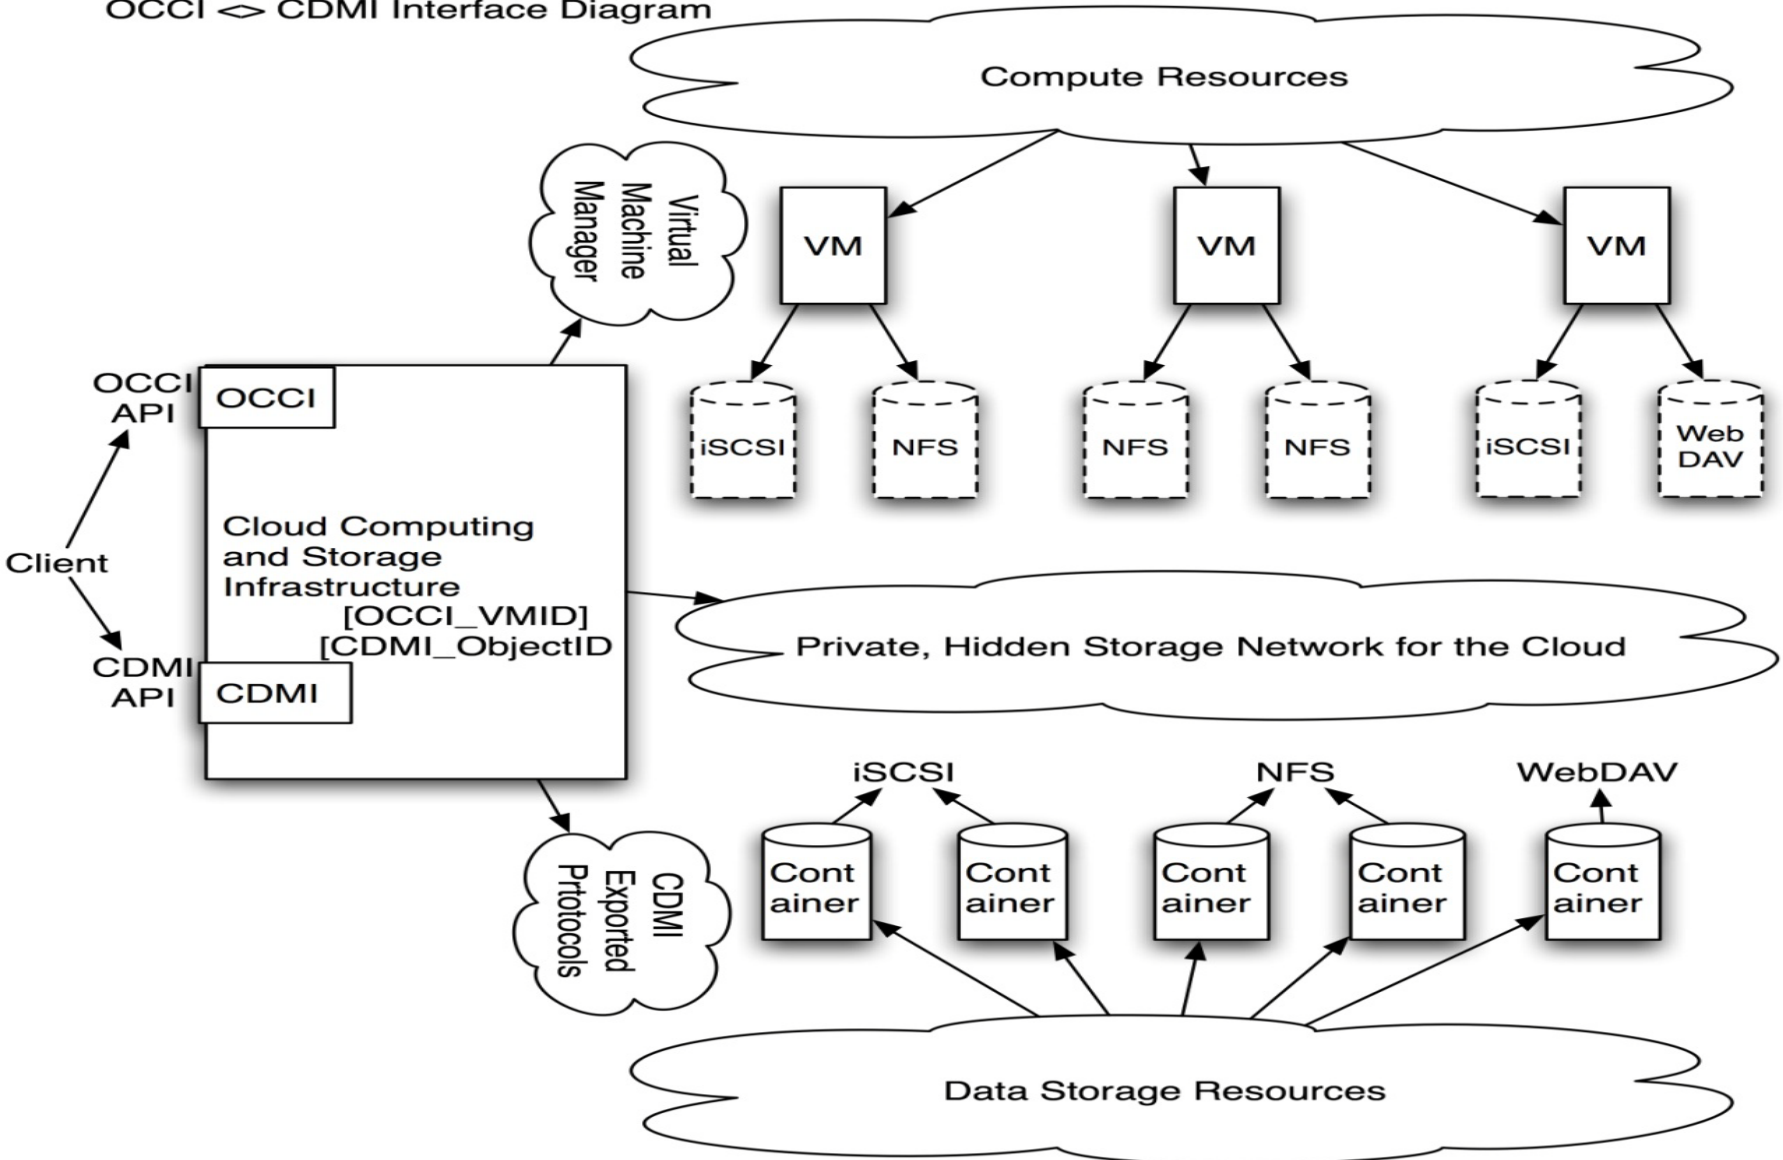 OCCI <> CDMI Interface Diagram
Compute Resources
Virtual
Machine
Manager
VM
VM
VM
OCCI
API
OCCI
iSCSI
NFS
NFS
NFS
iSCSI
Web
DAV
Cloud Computing
and Storage
Infrastructure
[OCCI_VMID]
[CDMI_ObjectID
Client
Private, Hidden Storage Network for the Cloud
CDMI
API
CDMI
iSCSI
NFS
WebDAV
CDMI
Exported
Prtotocols
Cont
ainer
Cont
ainer
Cont
ainer
Cont
ainer
Cont
ainer
Data Storage Resources